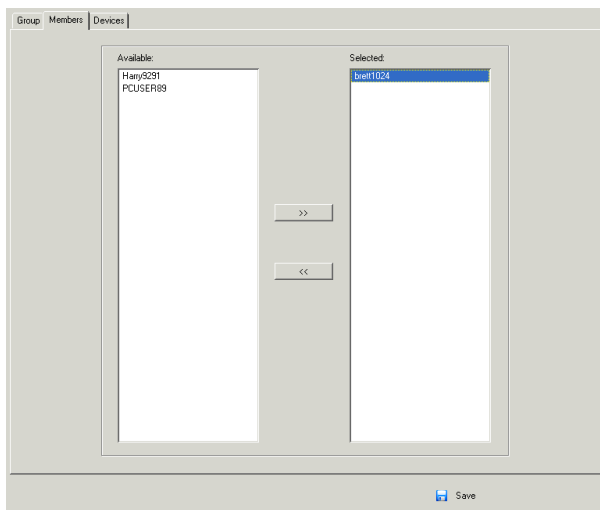 Group Members Devices
Available:
Harry9291
PCUSER89
Selected:
brett1024
>>
<<
Save